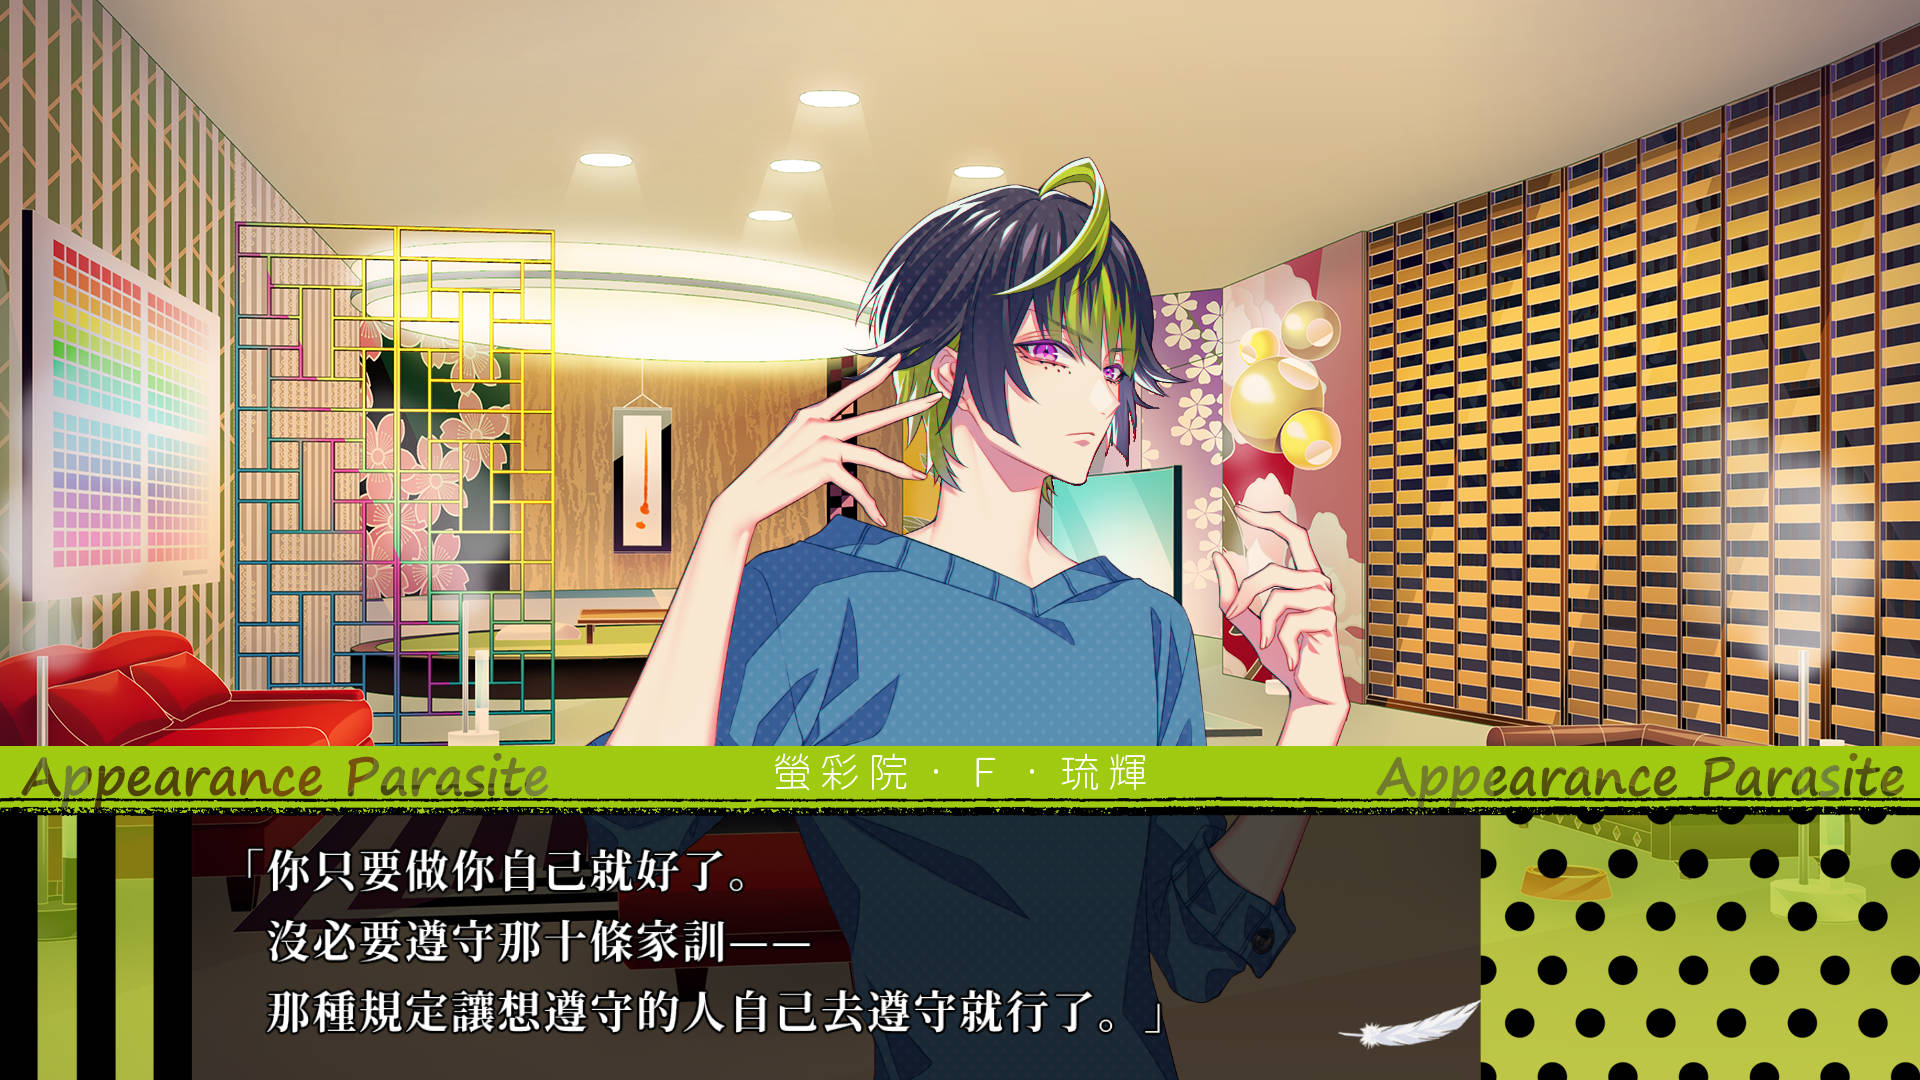 Appearance Parasite
螢彩院・F・琉輝
Appearance Parasite
「你只要做你自己就好了。
沒必要遵守那十條家訓——
那種規定讓想遵守的人自己去遵守就行了。」